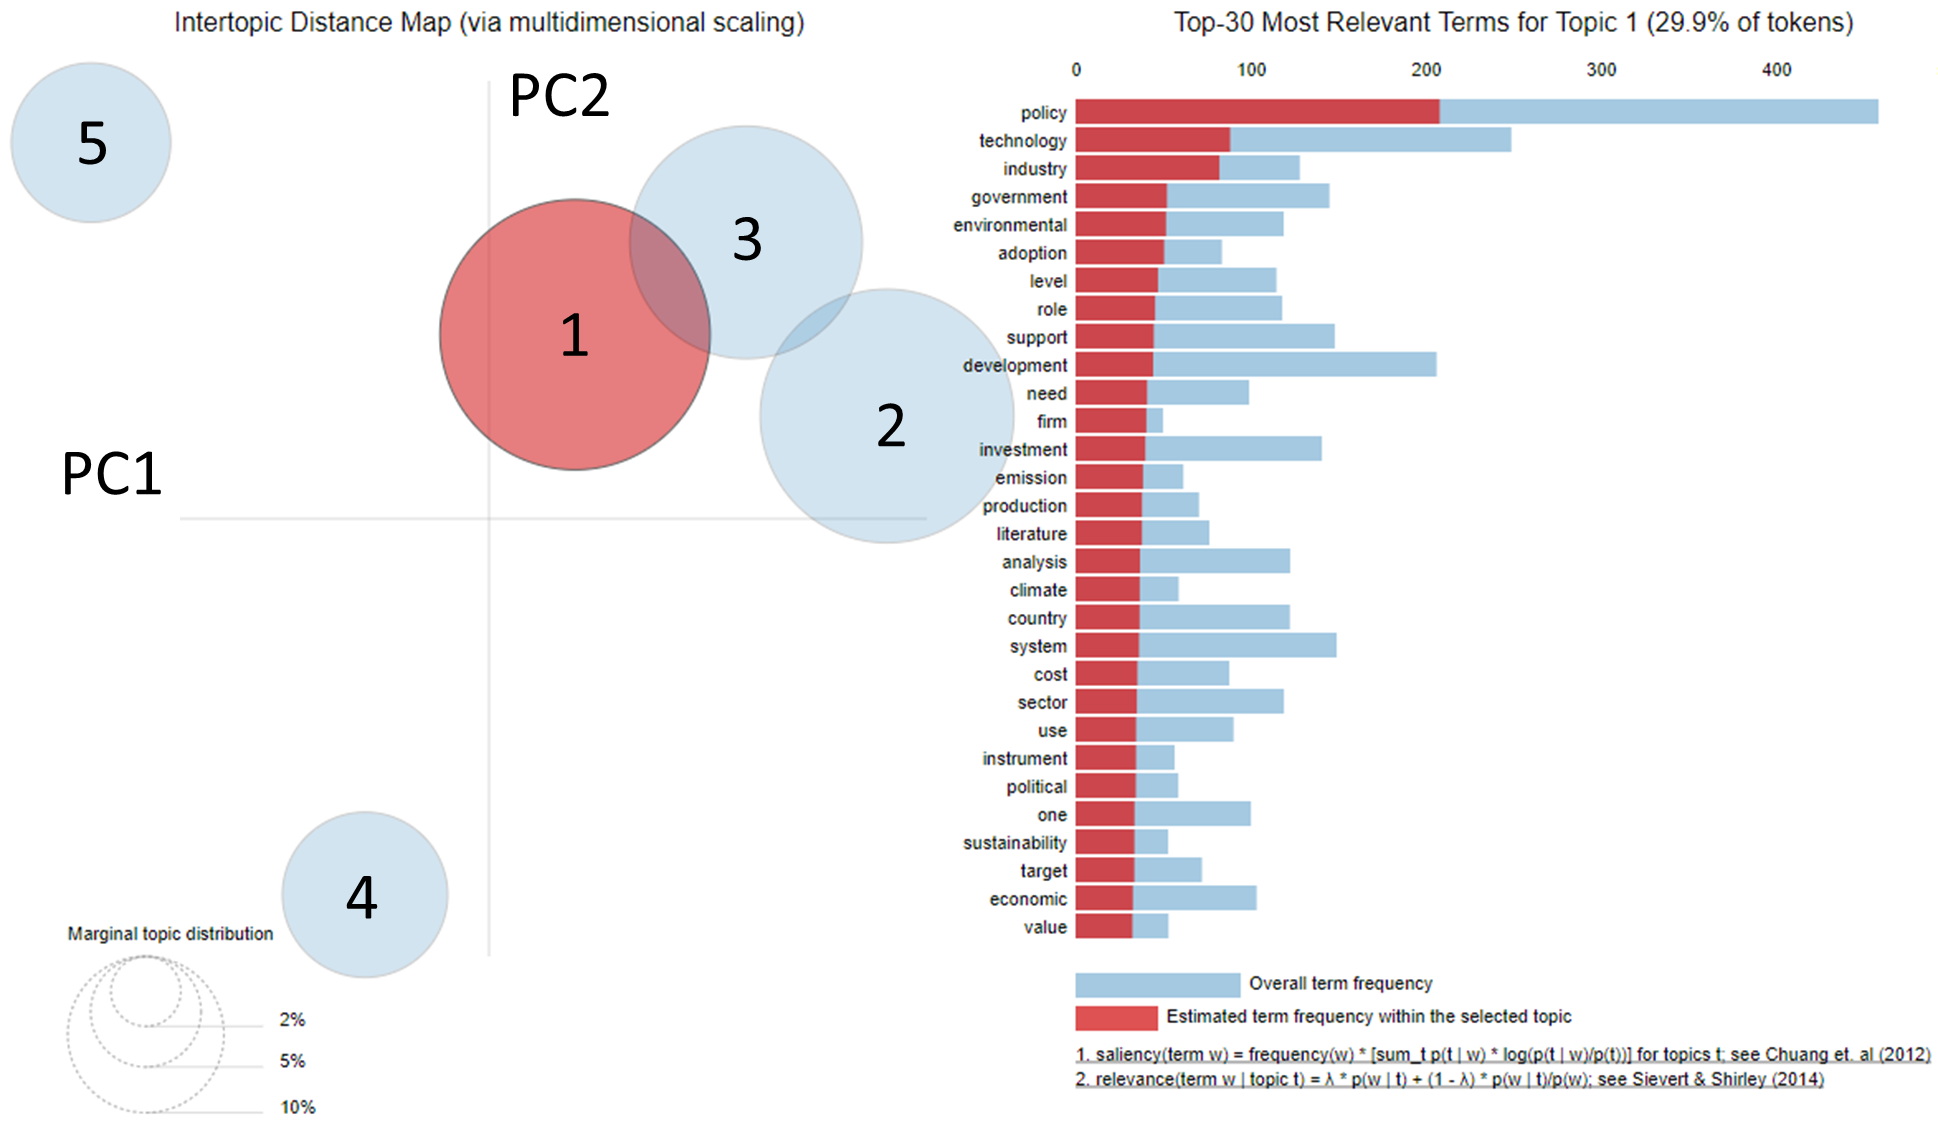 Intertopic Distance Map (via multidimensional scaling)
PC2
5
3
1
2
PC1
4
Marginal topic distribution
2%
5%
10%
Top-30 Most Relevant Terms for Topic 1 (29.9% of tokens)
0 100 200 300 400
policy
technology
industry
government
environmental
adoption
level
role
support
development
need
firm
investment
emission
production
literature
analysis
climate
country
system
cost
sector
use
instrument
political
one
sustainability
target
economic
value
Overall term frequency
Estimated term frequency within the selected topic
1. saliency(term w) = frequency(w) * [sum_t p(t | w) * log(p(t | w)/p(t))] for topics t; see Chuang et. al (2012)
2. relevance(term w | topic t) = λ * p(w | t) + (1 - λ) * p(w | t)/p(w); see Sievert & Shirley (2014)